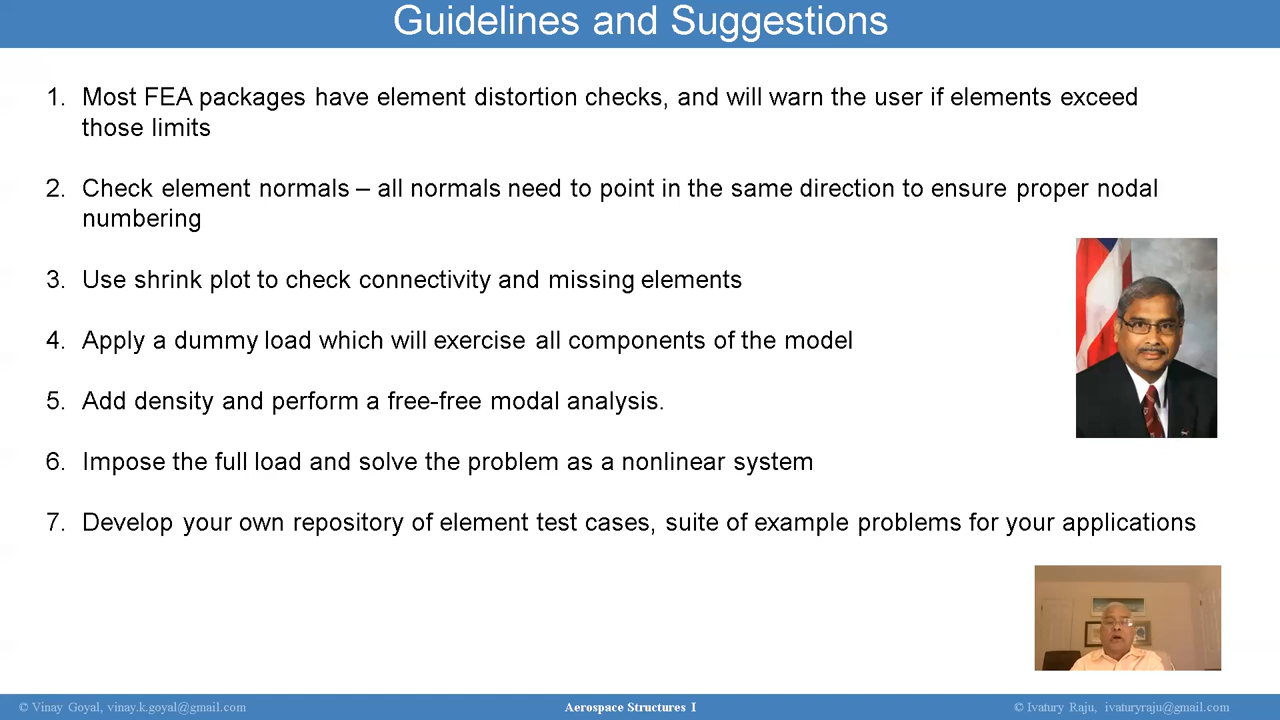 Guidelines and Suggestions
1. Most FEA packages have element distortion checks, and will warn the user if elements exceed
those limits
2. Check element normals – all normals need to point in the same direction to ensure proper nodal
numbering
3. Use shrink plot to check connectivity and missing elements
4. Apply a dummy load which will exercise all components of the model
5. Add density and perform a free-free modal analysis.
6. Impose the full load and solve the problem as a nonlinear system
7. Develop your own repository of element test cases, suite of example problems for your applications
© Vinay Goyal, vinay.k.goyal@gmail.com
Aerospace Structures I
© Ivatury Raju, ivaturyraju@gmail.com